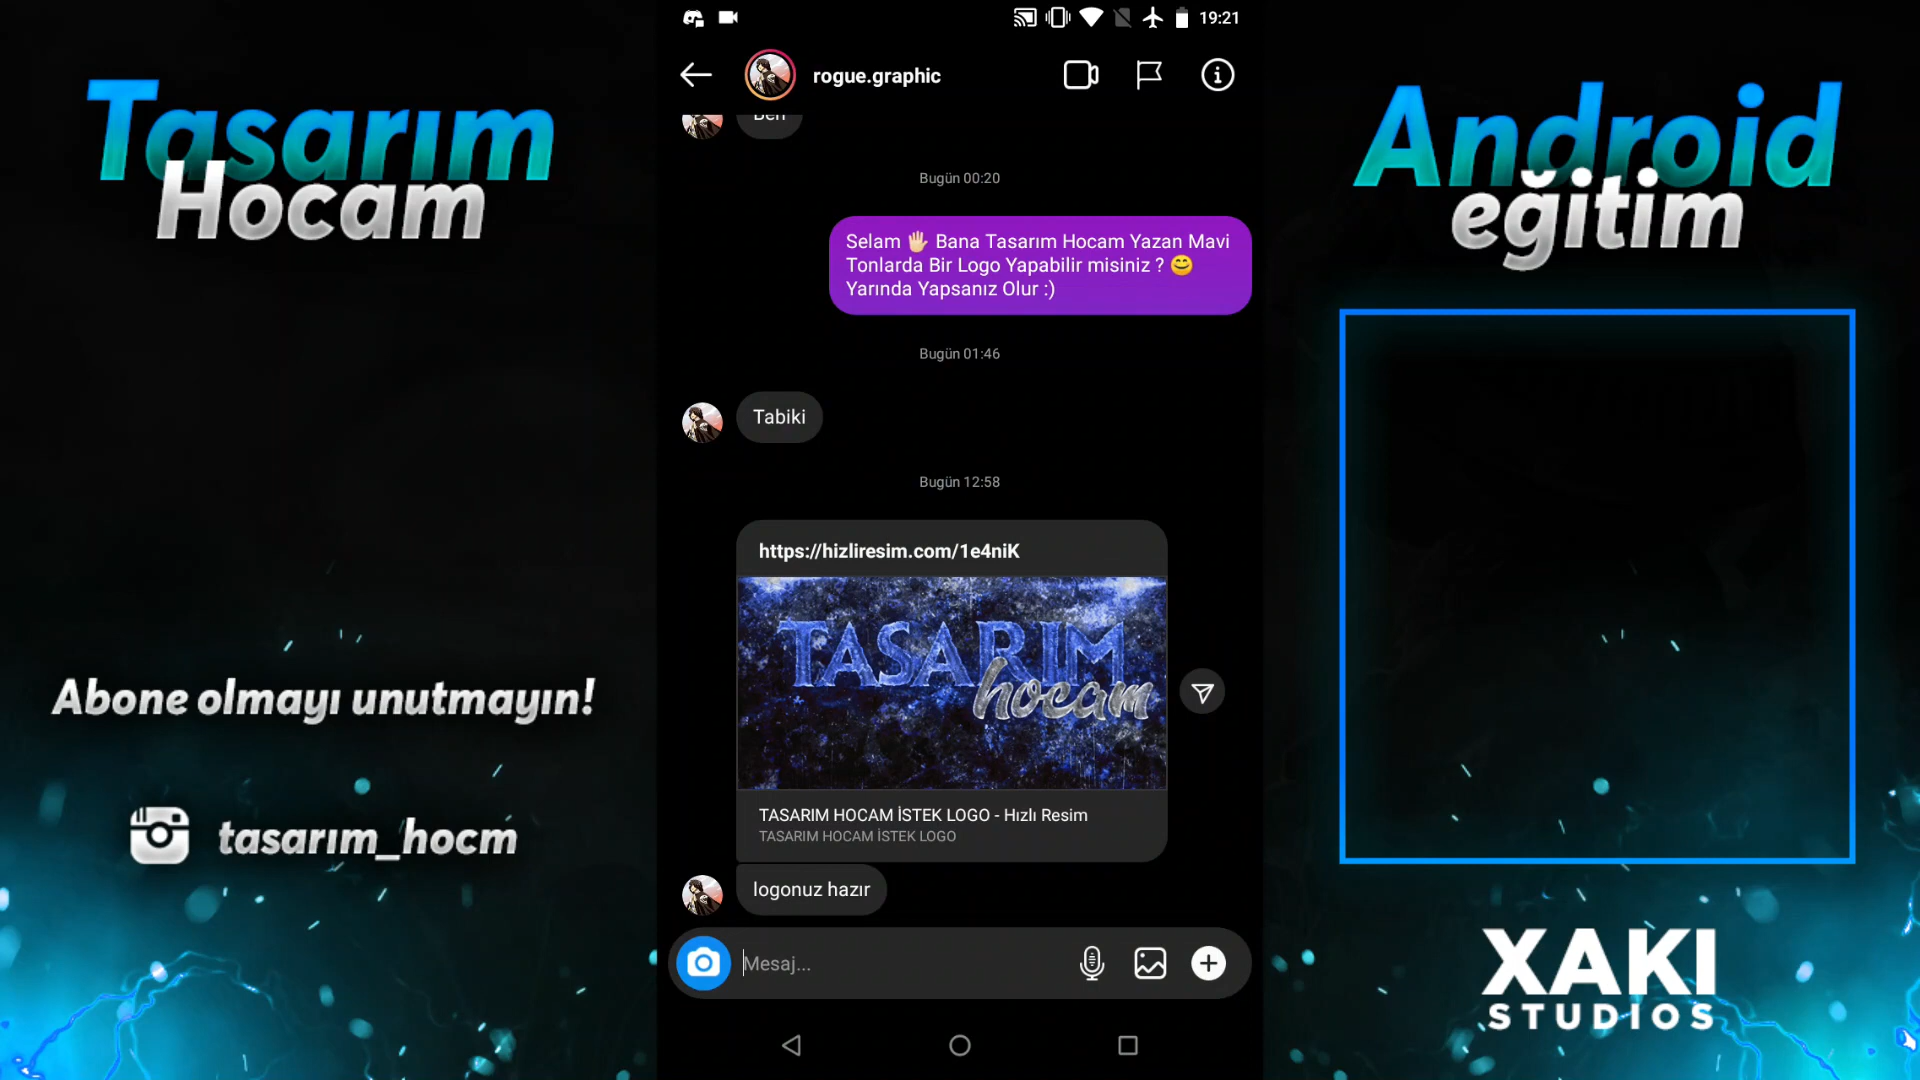 Tasarım
Hocam
Abone olmayı unutmayın!
tasarım_hocm
19:21
rogue.graphic
Ben
Bugün 00:20
Selam 🖐🏻 Bana Tasarım Hocam Yazan Mavi
Tonlarda Bir Logo Yapabilir misiniz ? 😊
Yarında Yapsanız Olur :)
Bugün 01:46
Tabiki
Bugün 12:58
https://hizliresim.com/1e4niK
TASARIM
hocam
TASARIM HOCAM İSTEK LOGO - Hızlı Resim
TASARIM HOCAM İSTEK LOGO
logonuz hazır
Mesaj...
Android
eğitim
XAKI
STUDIOS